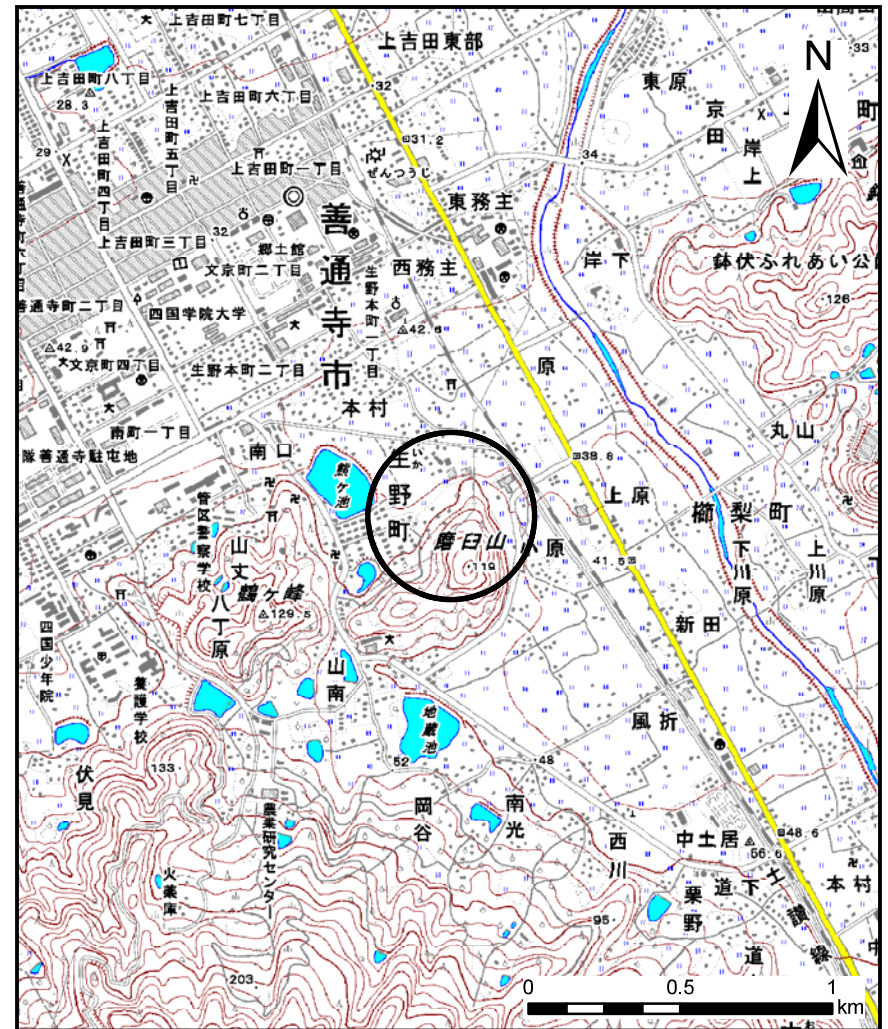 上吉田町七丁目
上吉田東部
33
上吉田町八丁目
28.3
上吉田町五丁目
上吉田町六丁目
32
東原
京田
N
町
29
上吉田町四丁目
上吉田町一丁目
31.2
ぜんつうじ
34
岸上
善通寺市
東務主
上吉田町三丁目
32
郷土館
文京町二丁目
西務主
岸下
鉢伏ふれあい公
126
善通寺町二丁目
四国学院大学
生野本町一丁目
42.6
42.9
文京町四丁目
生野本町二丁目
原
本村
丸山
南町一丁目
隊善通寺駐屯地
南口
鶴ヶ池
生野町
いか
38.8
上原
櫛梨町
磨臼山
119
小原
41.5
下川原
上川原
管区警察学校
山丈
八丁原
鶴ヶ峰
129.5
新田
四国少年院
養護学校
山南
地蔵池
風折
伏見
133
52
48
岡谷
南光
農業研究センター
西川
中土居
48.6
56.6
火薬庫
道下
本村
土讃線
栗野
95
道
中
203
0 0.5 1
km